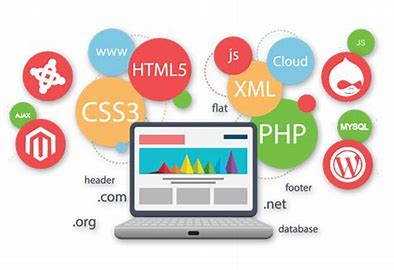 www
HTML5
js
Cloud
JS
XML
CSS3
flat
AJAX
PHP
MYSQL
header
.com
footer
.net
.org
database